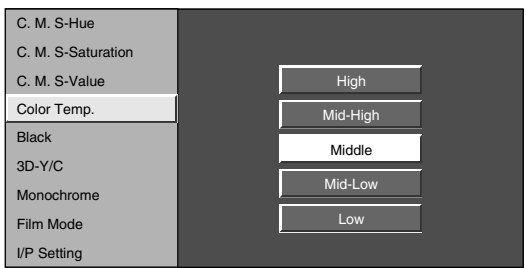 C. M. S-Hue
C. M. S-Saturation
C. M. S-Value
Color Temp.
Black
3D-Y/C
Monochrome
Film Mode
I/P Setting
High
Mid-High
Middle
Mid-Low
Low